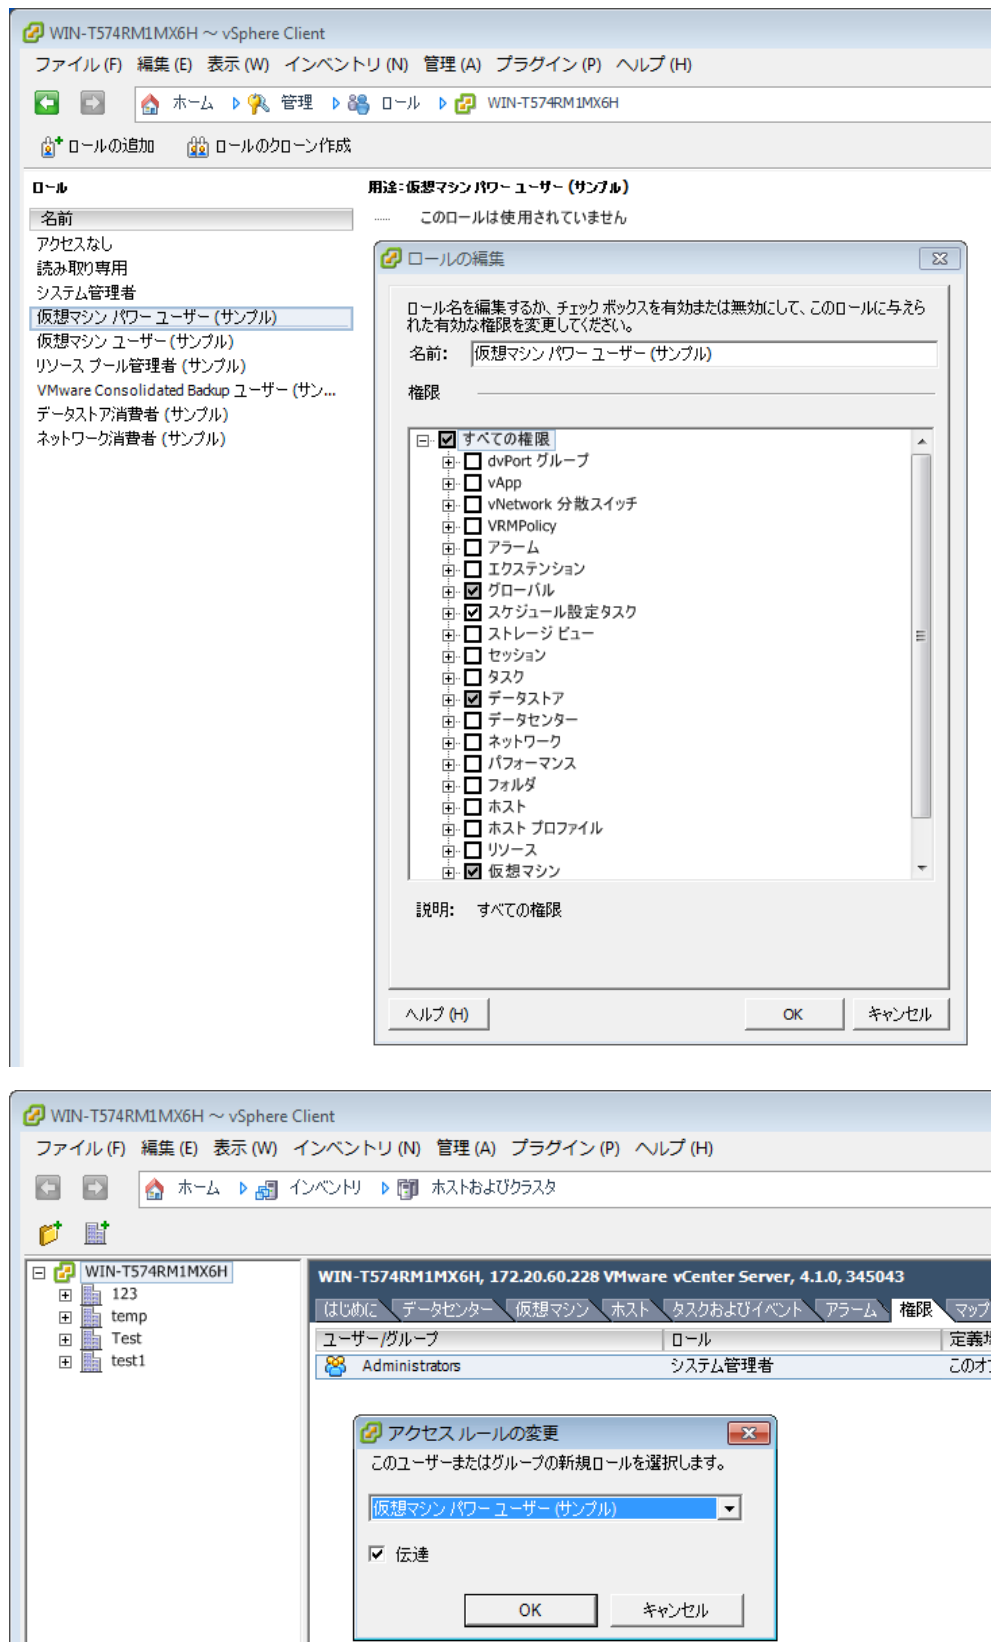 WIN-T574RM1MX6H ～ vSphere Client
ファイル (F) 編集 (E) 表示 (W) インベントリ (N) 管理 (A) プラグイン (P) ヘルプ (H)
ホーム 管理 ロール WIN-T574RM1MX6H
ロールの追加 ロールのクローン作成
ロール
名前
アクセスなし
読み取り専用
システム管理者
仮想マシン パワー ユーザー (サンプル)
仮想マシン ユーザー (サンプル)
リソース プール管理者 (サンプル)
VMware Consolidated Backup ユーザー (サン...
データストア消費者 (サンプル)
ネットワーク消費者 (サンプル)
用途: 仮想マシン パワー ユーザー (サンプル)
このロールは使用されていません
ロールの編集
ロール名を編集するか、チェック ボックスを有効または無効にして、このロールに与えら
れた有効な権限を変更してください。
名前: 仮想マシン パワー ユーザー (サンプル)
権限
すべての権限
dvPort グループ
vApp
vNetwork 分散スイッチ
VRMPolicy
アラーム
エクステンション
グローバル
スケジュール設定タスク
ストレージ ビュー
セッション
タスク
データストア
データセンター
ネットワーク
パフォーマンス
フォルダ
ホスト
ホスト プロファイル
リソース
仮想マシン
説明: すべての権限
ヘルプ (H) OK キャンセル
WIN-T574RM1MX6H ～ vSphere Client
ファイル (F) 編集 (E) 表示 (W) インベントリ (N) 管理 (A) プラグイン (P) ヘルプ (H)
ホーム インベントリ ホストおよびクラスタ
WIN-T574RM1MX6H
123
temp
Test
test1
WIN-T574RM1MX6H, 172.20.60.228 VMware vCenter Server, 4.1.0, 345043
はじめに データセンター 仮想マシン ホスト タスクおよびイベント アラーム 権限 マップ
ユーザー/グループ ロール 定義
Administrators システム管理者 このオ
アクセス ルールの変更
このユーザーまたはグループの新規ロールを選択します。
仮想マシン パワー ユーザー (サンプル)
伝達
OK キャンセル